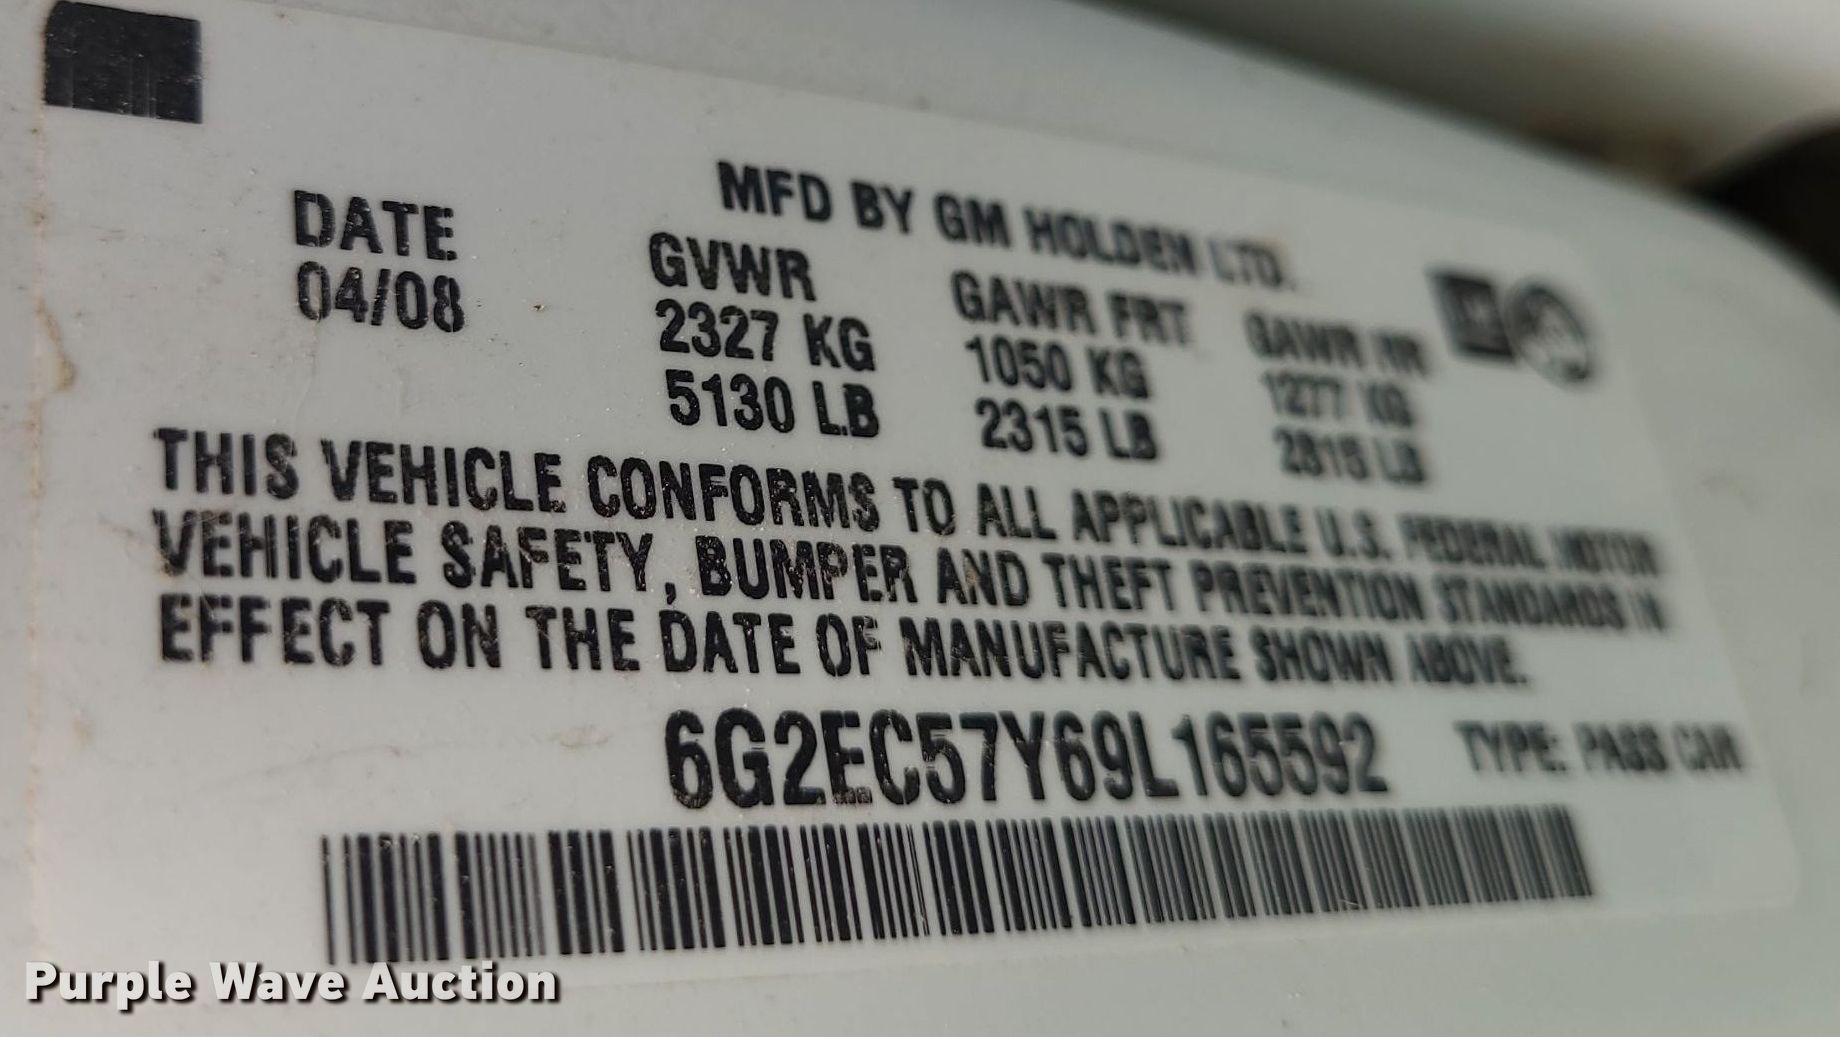 MFD BY GM HOLDEN LTD.
DATE GVWR GAWR FRT GAWR RR
04/08 2327 KG 1050 KG 1277 KG
5130 LB 2315 LB 2815 LB
THIS VEHICLE CONFORMS TO ALL APPLICABLE U.S. FEDERAL MOTOR
VEHICLE SAFETY, BUMPER AND THEFT PREVENTION STANDARDS IN
EFFECT ON THE DATE OF MANUFACTURE SHOWN ABOVE.
6G2EC57Y69L165592 TYPE: PASS CAR
Purple Wave Auction